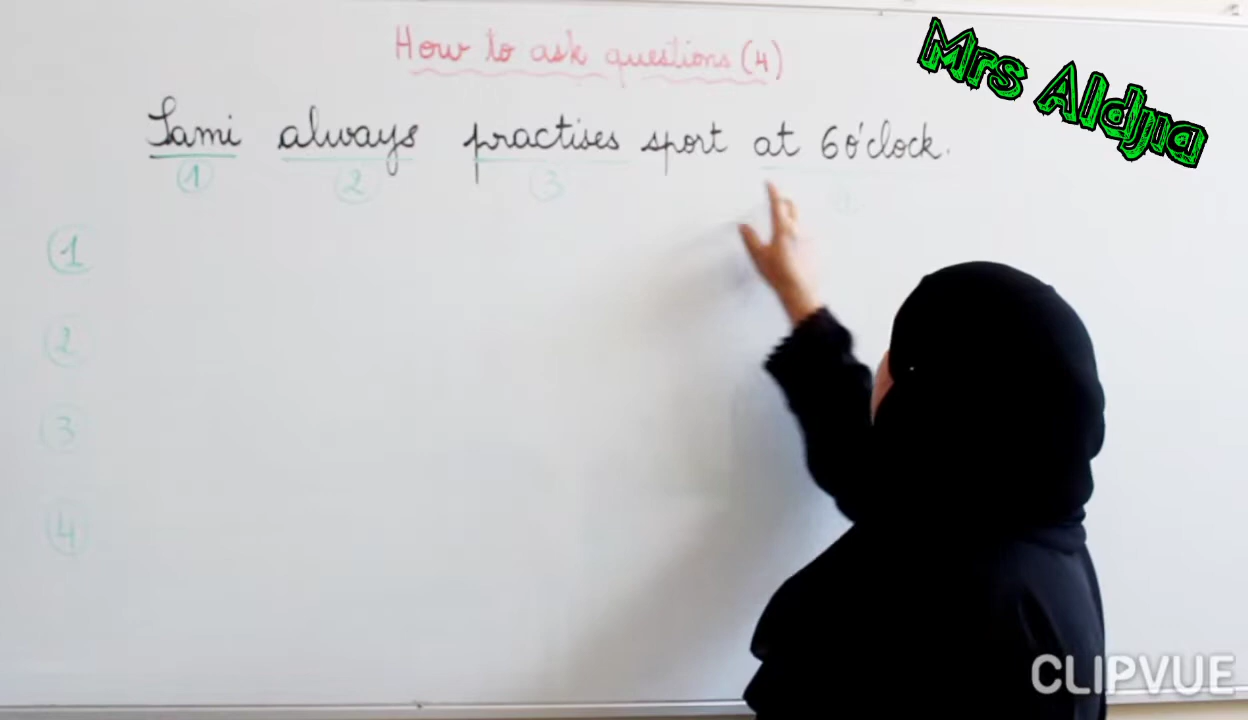 How to ask questions (4)
Mrs Aldjia
Sami always practises sport at 6 o'clock.
1 2 3 4
1
2
3
4
CLIPVUE